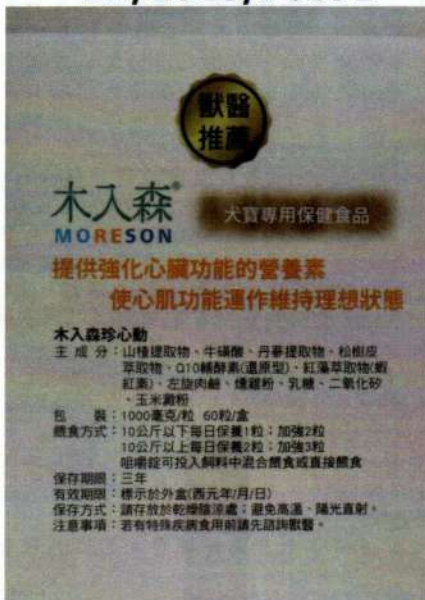 獸醫
推薦
木入森®
MORESON
犬寶專用保健食品
提供強化心臟功能的營養素
使心肌功能運作維持理想狀態
木入森珍心動
主成分：山楂提取物、牛磺酸、丹蔘提取物、松樹皮
萃取物、Q10輔酵素(還原型)、紅藻萃取物(蝦
紅素)、左旋肉鹼、燻雞粉、乳糖、二氧化矽
、玉米澱粉
包裝：1000毫克/粒 60粒/盒
餵食方式：10公斤以下每日保養1粒；加強2粒
10公斤以上每日保養2粒；加強3粒
咀嚼錠可投入飼料中混合餵食或直接餵食
保存期限：三年
有效期限：標示於外盒(西元年/月/日)
保存方式：請存放於乾燥陰涼處；避免高溫、陽光直射。
注意事項：若有特殊疾病食用前請先諮詢獸醫。